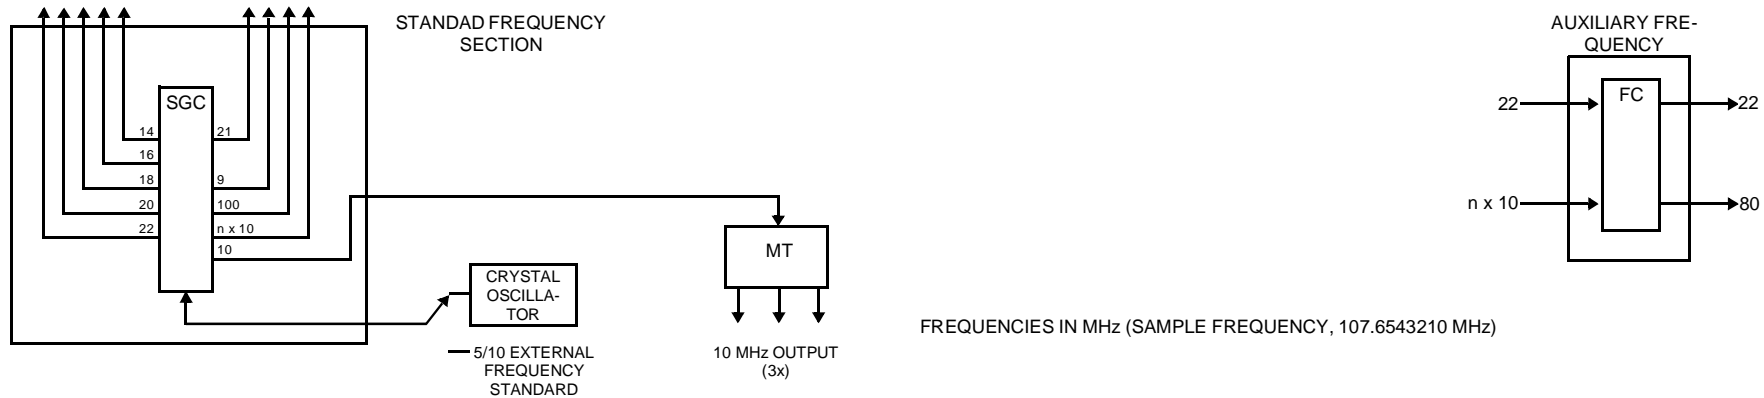 STANDAD FREQUENCY
SECTION
SGC
14
16
18
20
22
21
9
100
n x 10
10
CRYSTAL
OSCILLA-
TOR
5/10 EXTERNAL
FREQUENCY
STANDARD
MT
10 MHz OUTPUT
(3x)
FREQUENCIES IN MHz (SAMPLE FREQUENCY, 107.6543210 MHz)
AUXILIARY FRE-
QUENCY
FC
22
22
n x 10
80